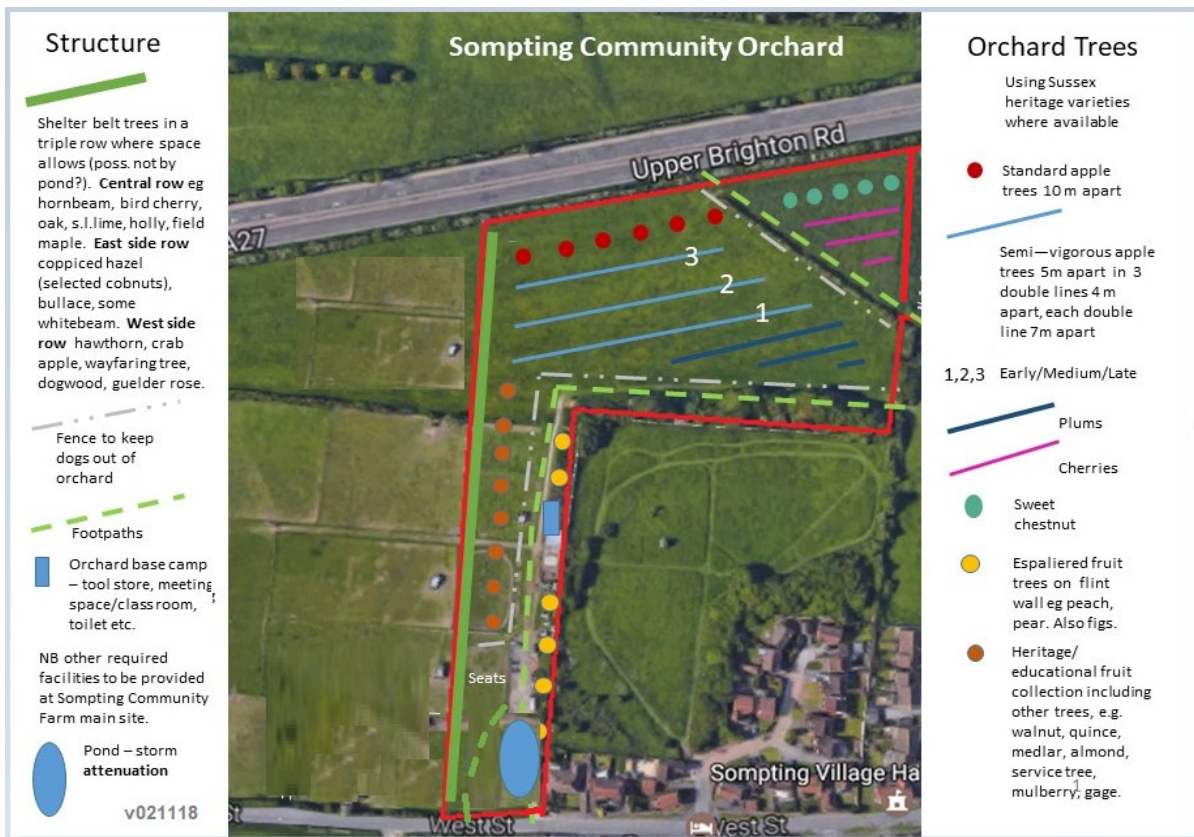 Structure
Shelter belt trees in a
triple row where space
allows (poss. not by
pond?). Central row eg
hornbeam, bird cherry,
oak, s.l.lime, holly, field
maple. East side row
coppiced hazel
(selected cobnuts),
bullace, some
whitebeam. West side
row hawthorn, crab
apple, wayfaring tree,
dogwood, guelder rose.
Fence to keep
dogs out of
orchard
Footpaths
Orchard base camp
– tool store, meeting
space/classroom,
toilet etc.
NB other required
facilities to be provided
at Sompting Community
Farm main site.
Pond – storm
attenuation
v021118
Sompting Community Orchard
Upper Brighton Rd
A27
3
2
1
Seats
Sompting Village Ha
St
West St
West St
Orchard Trees
Using Sussex
heritage varieties
where available
Standard apple
trees 10 m apart
Semi—vigorous apple
trees 5m apart in 3
double lines 4 m
apart, each double
line 7m apart
1,2,3 Early/Medium/Late
Plums
Cherries
Sweet
chestnut
Espaliered fruit
trees on flint
wall eg peach,
pear. Also figs.
Heritage/
educational fruit
collection including
other trees, e.g.
walnut, quince,
medlar, almond,
service tree,
mulberry, gage.
1